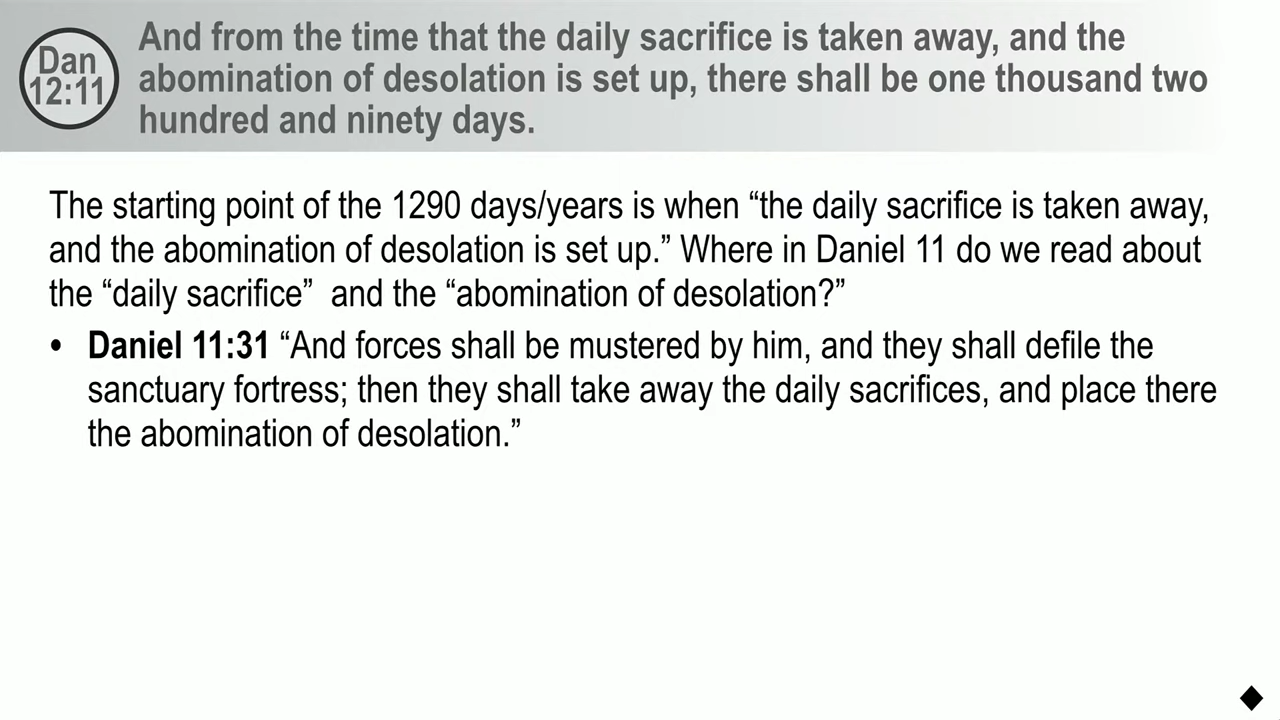 Dan
12:11
And from the time that the daily sacrifice is taken away, and the
abomination of desolation is set up, there shall be one thousand two
hundred and ninety days.
The starting point of the 1290 days/years is when “the daily sacrifice is taken away,
and the abomination of desolation is set up.” Where in Daniel 11 do we read about
the “daily sacrifice”  and the “abomination of desolation?”
• Daniel 11:31 “And forces shall be mustered by him, and they shall defile the
sanctuary fortress; then they shall take away the daily sacrifices, and place there
the abomination of desolation.”